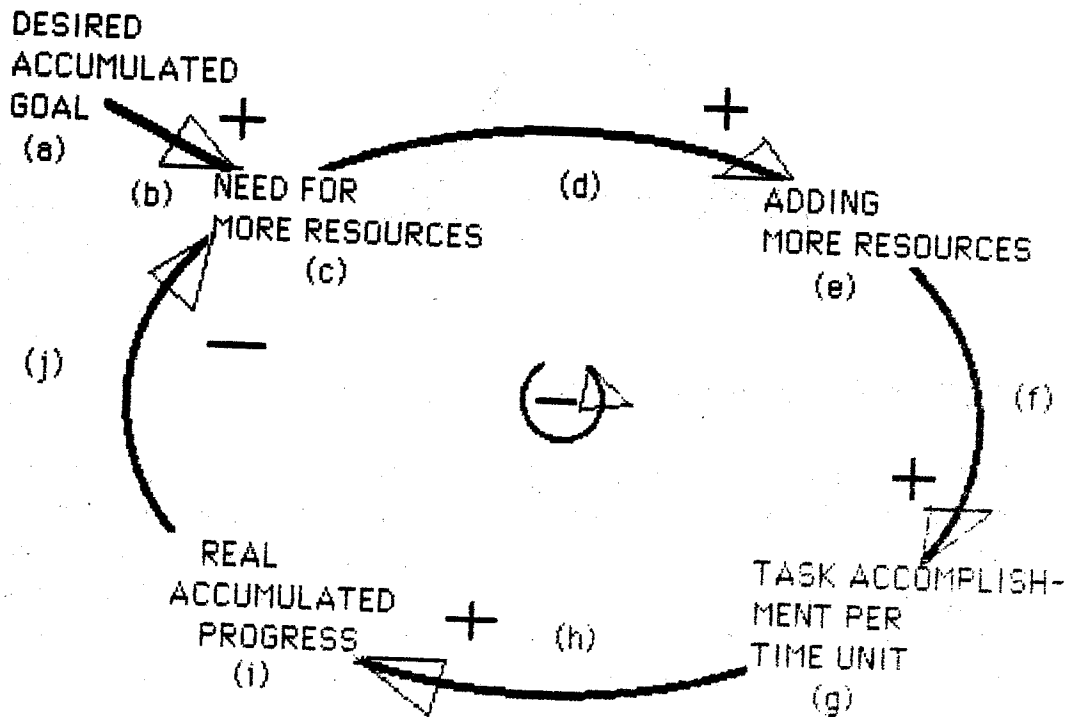 DESIRED
ACCUMULATED
GOAL
(a)
+
(b)
NEED FOR
MORE RESOURCES
(c)
(d)
+
ADDING
MORE RESOURCES
(e)
(f)
+
TASK ACCOMPLISH-
MENT PER
TIME UNIT
(g)
(h)
+
REAL
ACCUMULATED
PROGRESS
(i)
(j)
—
—